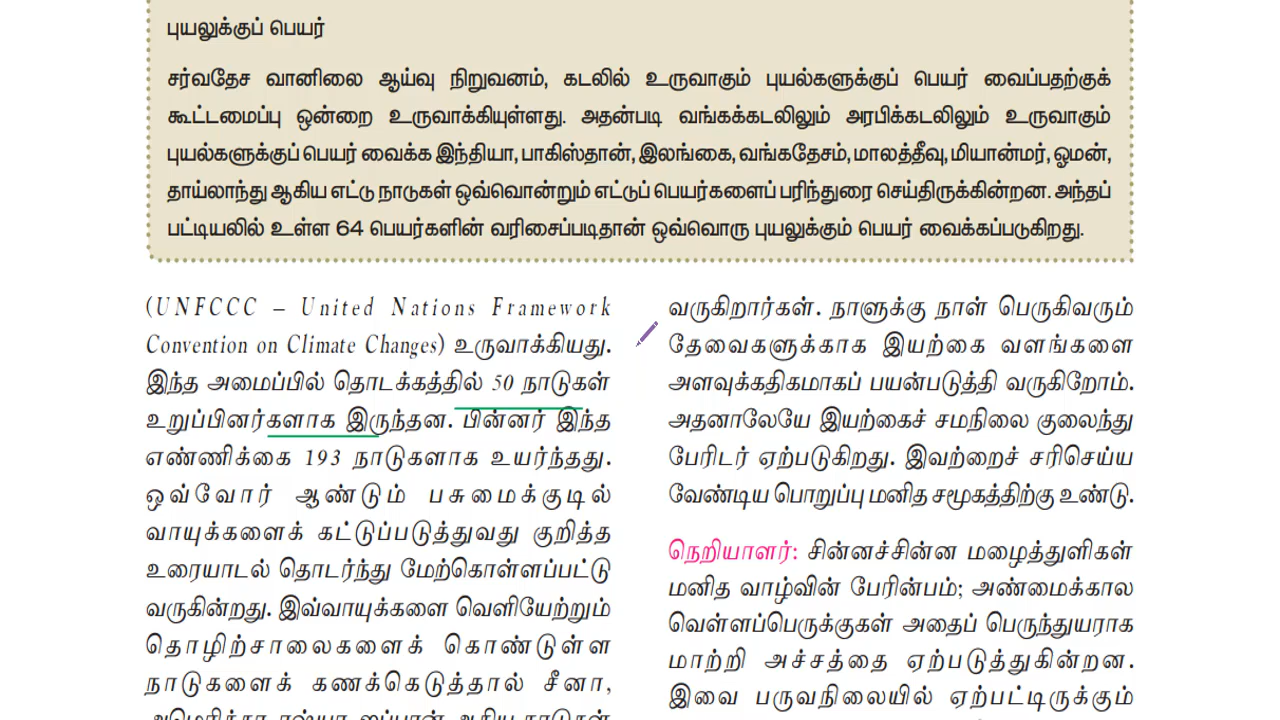 புயலுக்குப் பெயர்
சர்வதேச வானிலை ஆய்வு நிறுவனம், கடலில் உருவாகும் புயல்களுக்குப் பெயர் வைப்பதற்குக்
கூட்டமைப்பு ஒன்றை உருவாக்கியுள்ளது. அதன்படி வங்கக்கடலிலும் அரபிக்கடலிலும் உருவாகும்
புயல்களுக்குப் பெயர் வைக்க இந்தியா, பாகிஸ்தான், இலங்கை, வங்கதேசம், மாலத்தீவு, மியான்மர், ஓமன்,
தாய்லாந்து ஆகிய எட்டு நாடுகள் ஒவ்வொன்றும் எட்டுப் பெயர்களைப் பரிந்துரை செய்திருக்கின்றன. அந்தப்
பட்டியலில் உள்ள 64 பெயர்களின் வரிசைப்படிதான் ஒவ்வொரு புயலுக்கும் பெயர் வைக்கப்படுகிறது.
(UNFCCC – United Nations Framework
Convention on Climate Changes) உருவாக்கியது.
இந்த அமைப்பில் தொடக்கத்தில் 50 நாடுகள்
உறுப்பினர்களாக இருந்தன. பின்னர் இந்த
எண்ணிக்கை 193 நாடுகளாக உயர்ந்தது.
ஒவ்வோர் ஆண்டும் பசுமைக்குடில்
வாயுக்களைக் கட்டுப்படுத்துவது குறித்த
உரையாடல் தொடர்ந்து மேற்கொள்ளப்பட்டு
வருகின்றது. இவ்வாயுக்களை வெளியேற்றும்
தொழிற்சாலைகளைக் கொண்டுள்ள
நாடுகளைக் கணக்கெடுத்தால் சீனா,
அமெரிக்கா, ரஷ்யா, ஜப்பான் ஆகிய நாடுகள்
வருகிறார்கள். நாளுக்கு நாள் பெருகிவரும்
தேவைகளுக்காக இயற்கை வளங்களை
அளவுக்கதிகமாகப் பயன்படுத்தி வருகிறோம்.
அதனாலேயே இயற்கைச் சமநிலை குலைந்து
பேரிடர் ஏற்படுகிறது. இவற்றைச் சரிசெய்ய
வேண்டிய பொறுப்பு மனித சமூகத்திற்கு உண்டு.
நெறியாளர்: சின்னச்சின்ன மழைத்துளிகள்
மனித வாழ்வின் பேரின்பம்; அண்மைக்கால
வெள்ளப்பெருக்குகள் அதைப் பெருந்துயராக
மாற்றி அச்சத்தை ஏற்படுத்துகின்றன.
இவை பருவநிலையில் ஏற்பட்டிருக்கும்